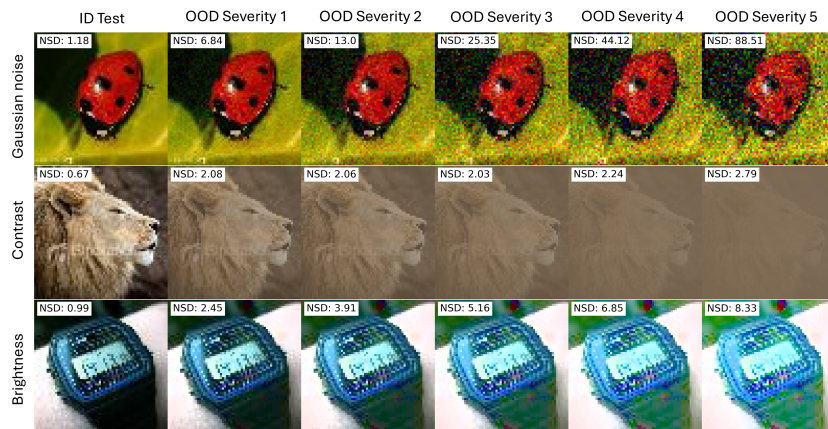 ID Test OOD Severity 1 OOD Severity 2 OOD Severity 3 OOD Severity 4 OOD Severity 5
Gaussian noise
NSD: 1.18 NSD: 6.84 NSD: 13.0 NSD: 25.35 NSD: 44.12 NSD: 88.51
Contrast
NSD: 0.67 NSD: 2.08 NSD: 2.06 NSD: 2.03 NSD: 2.24 NSD: 2.79
Brightness
NSD: 0.99 NSD: 2.45 NSD: 3.91 NSD: 5.16 NSD: 6.85 NSD: 8.33